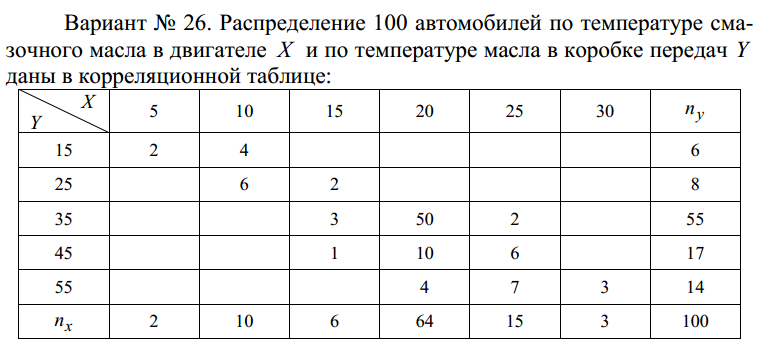 Вариант № 26. Распределение 100 автомобилей по температуре сма-
зочного масла в двигателе X и по температуре масла в коробке передач Y
даны в корреляционной таблице:
X
Y 5 10 15 20 25 30 n_y
15 2 4 6
25 6 2 8
35 3 50 2 55
45 1 10 6 17
55 4 7 3 14
n_x 2 10 6 64 15 3 100